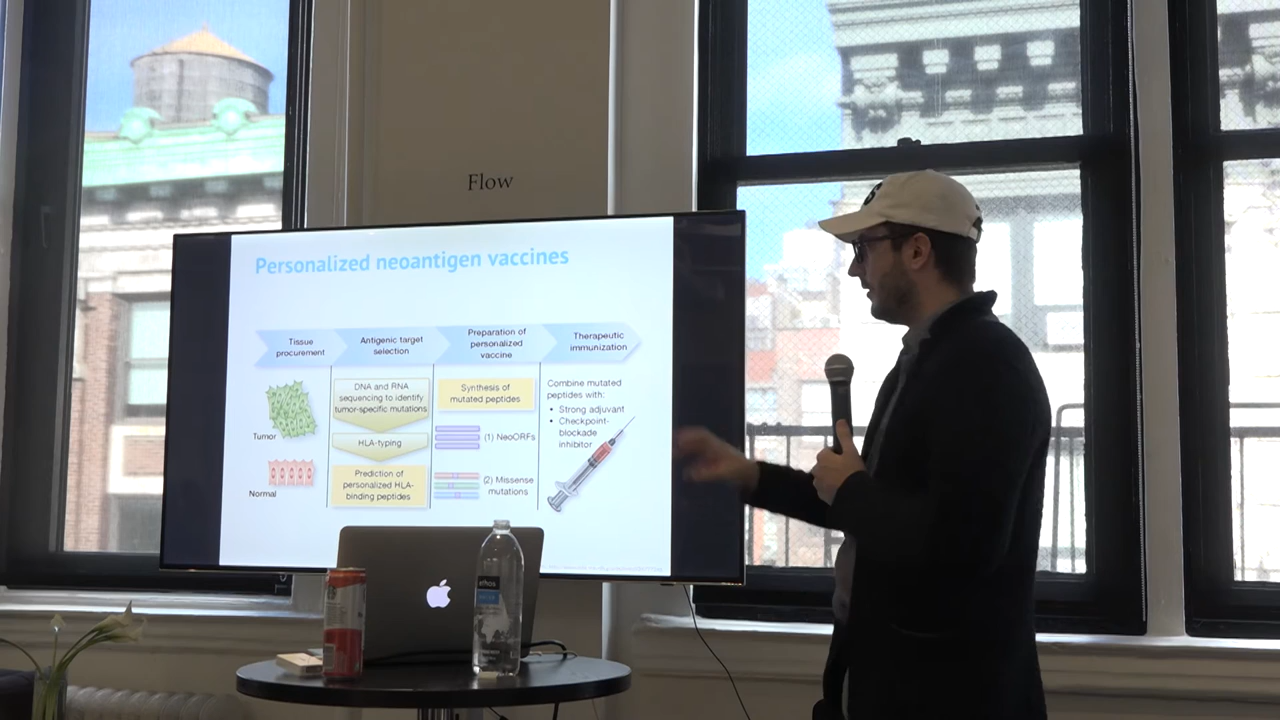 Flow
Personalized neoantigen vaccines
Tissue
procurement
Antigenic target
selection
Preparation of
personalized
vaccine
Therapeutic
immunization
Tumor
Normal
DNA and RNA
sequencing to identify
tumor-specific mutations
HLA-typing
Prediction of
personalized HLA-
binding peptides
Synthesis of
mutated peptides
(1) NeoORFs
(2) Missense
mutations
Combine mutated
peptides with:
• Strong adjuvant
• Checkpoint-
blockade
inhibitor
ethos